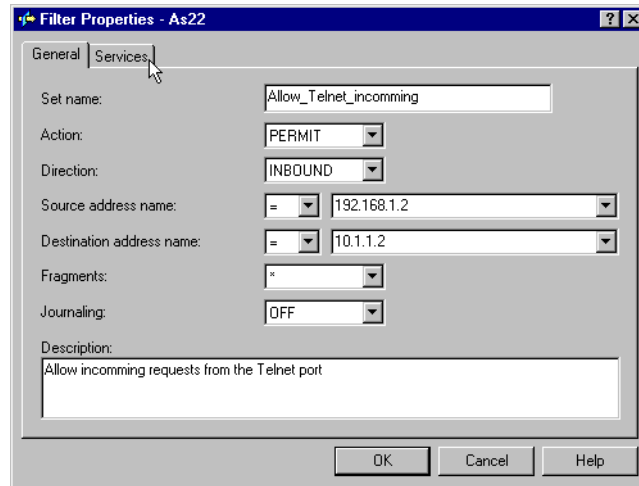 Filter Properties - As22
General Services
Set name: Allow_Telnet_incomming
Action: PERMIT
Direction: INBOUND
Source address name: = 192.168.1.2
Destination address name: = 10.1.1.2
Fragments: *
Journaling: OFF
Description:
Allow incomming requests from the Telnet port
OK Cancel Help